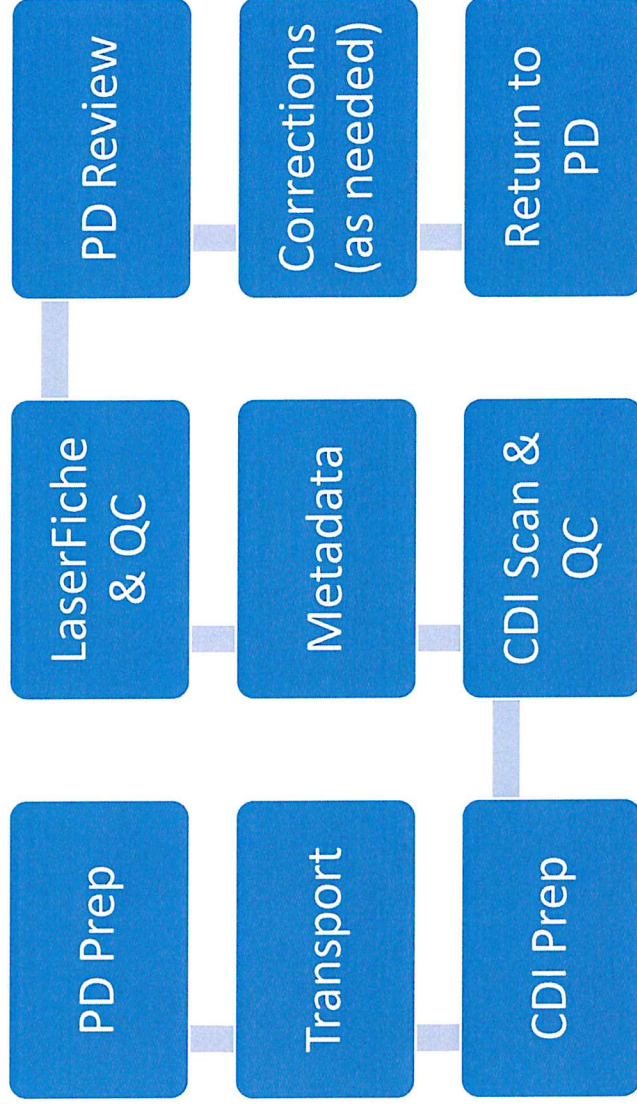 PD Prep
Transport
CDI Prep
CDI Scan &
QC
Metadata
LaserFiche
& QC
PD Review
Corrections
(as needed)
Return to
PD